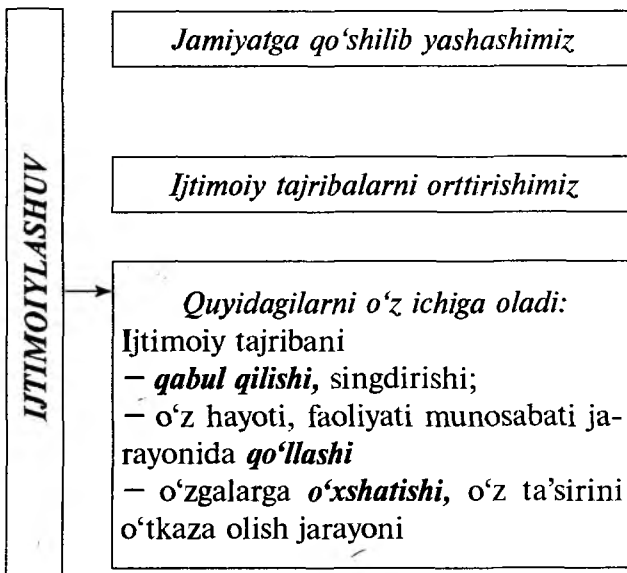 IJTIMOIYLASHUV
Jamiyatga qo‘shilib yashashimiz
Ijtimoiy tajribalarni orttirishimiz
Quyidagilarni o‘z ichiga oladi:
Ijtimoiy tajribani
– qabul qilishi, singdirishi;
– o‘z hayoti, faoliyati munosabati ja-
rayonida qo‘llashi
– o‘zgalarga o‘xshatishi, o‘z ta’sirini
o‘tkaza olish jarayoni